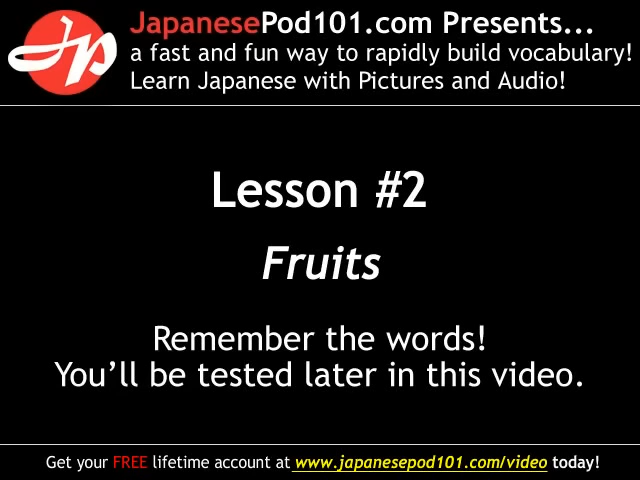 JapanesePod101.com Presents...
a fast and fun way to rapidly build vocabulary!
Learn Japanese with Pictures and Audio!
Lesson #2
Fruits
Remember the words!
You'll be tested later in this video.
Get your FREE lifetime account at www.japanesepod101.com/video today!